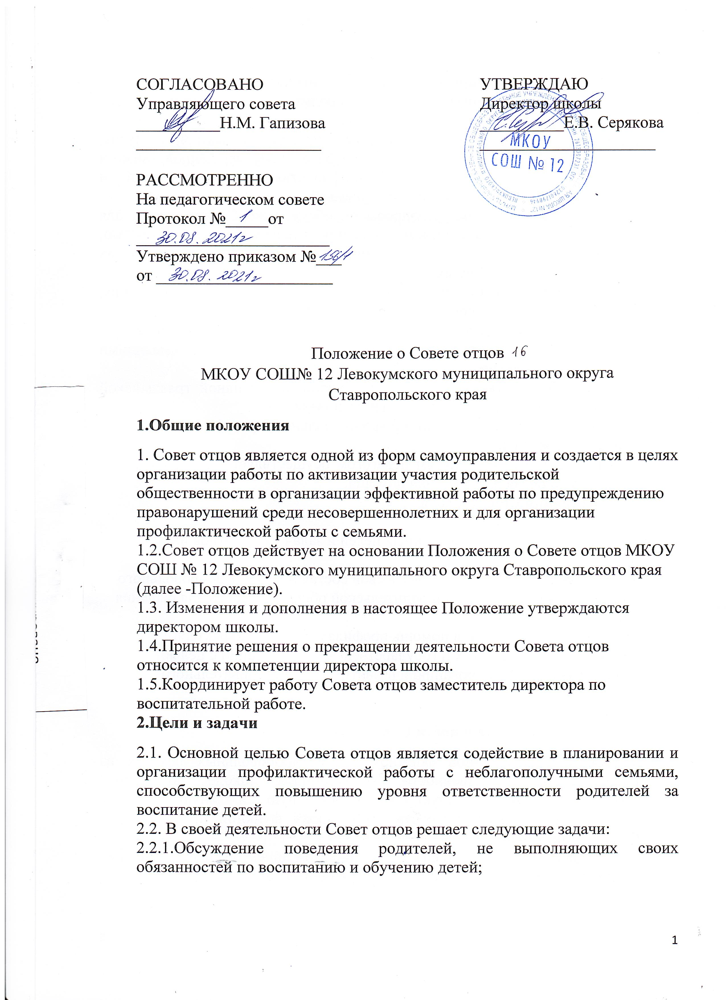 СОГЛАСОВАНО
Управляющего совета
__________Н.М. Гапизова
РАССМОТРЕННО
На педагогическом совете
Протокол № 1 от
30.08.2021г
Утверждено приказом № 156/1
от 30.08.2021г
УТВЕРЖДАЮ
Директор школы
__________Е.В. Серякова
МКОУ
СОШ № 12
Положение о Совете отцов 16
МКОУ СОШ№ 12 Левокумского муниципального округа
Ставропольского края
1.Общие положения
1. Совет отцов является одной из форм самоуправления и создается в целях
организации работы по активизации участия родительской
общественности в организации эффективной работы по предупреждению
правонарушений среди несовершеннолетних и для организации
профилактической работы с семьями.
1.2.Совет отцов действует на основании Положения о Совете отцов МКОУ
СОШ № 12 Левокумского муниципального округа Ставропольского края
(далее -Положение).
1.3. Изменения и дополнения в настоящее Положение утверждаются
директором школы.
1.4.Принятие решения о прекращении деятельности Совета отцов
относится к компетенции директора школы.
1.5.Координирует работу Совета отцов заместитель директора по
воспитательной работе.
2.Цели и задачи
2.1. Основной целью Совета отцов является содействие в планировании и
организации профилактической работы с неблагополучными семьями,
способствующих повышению уровня ответственности родителей за
воспитание детей.
2.2. В своей деятельности Совет отцов решает следующие задачи:
2.2.1.Обсуждение поведения родителей, не выполняющих своих
обязанностей по воспитанию и обучению детей;
1